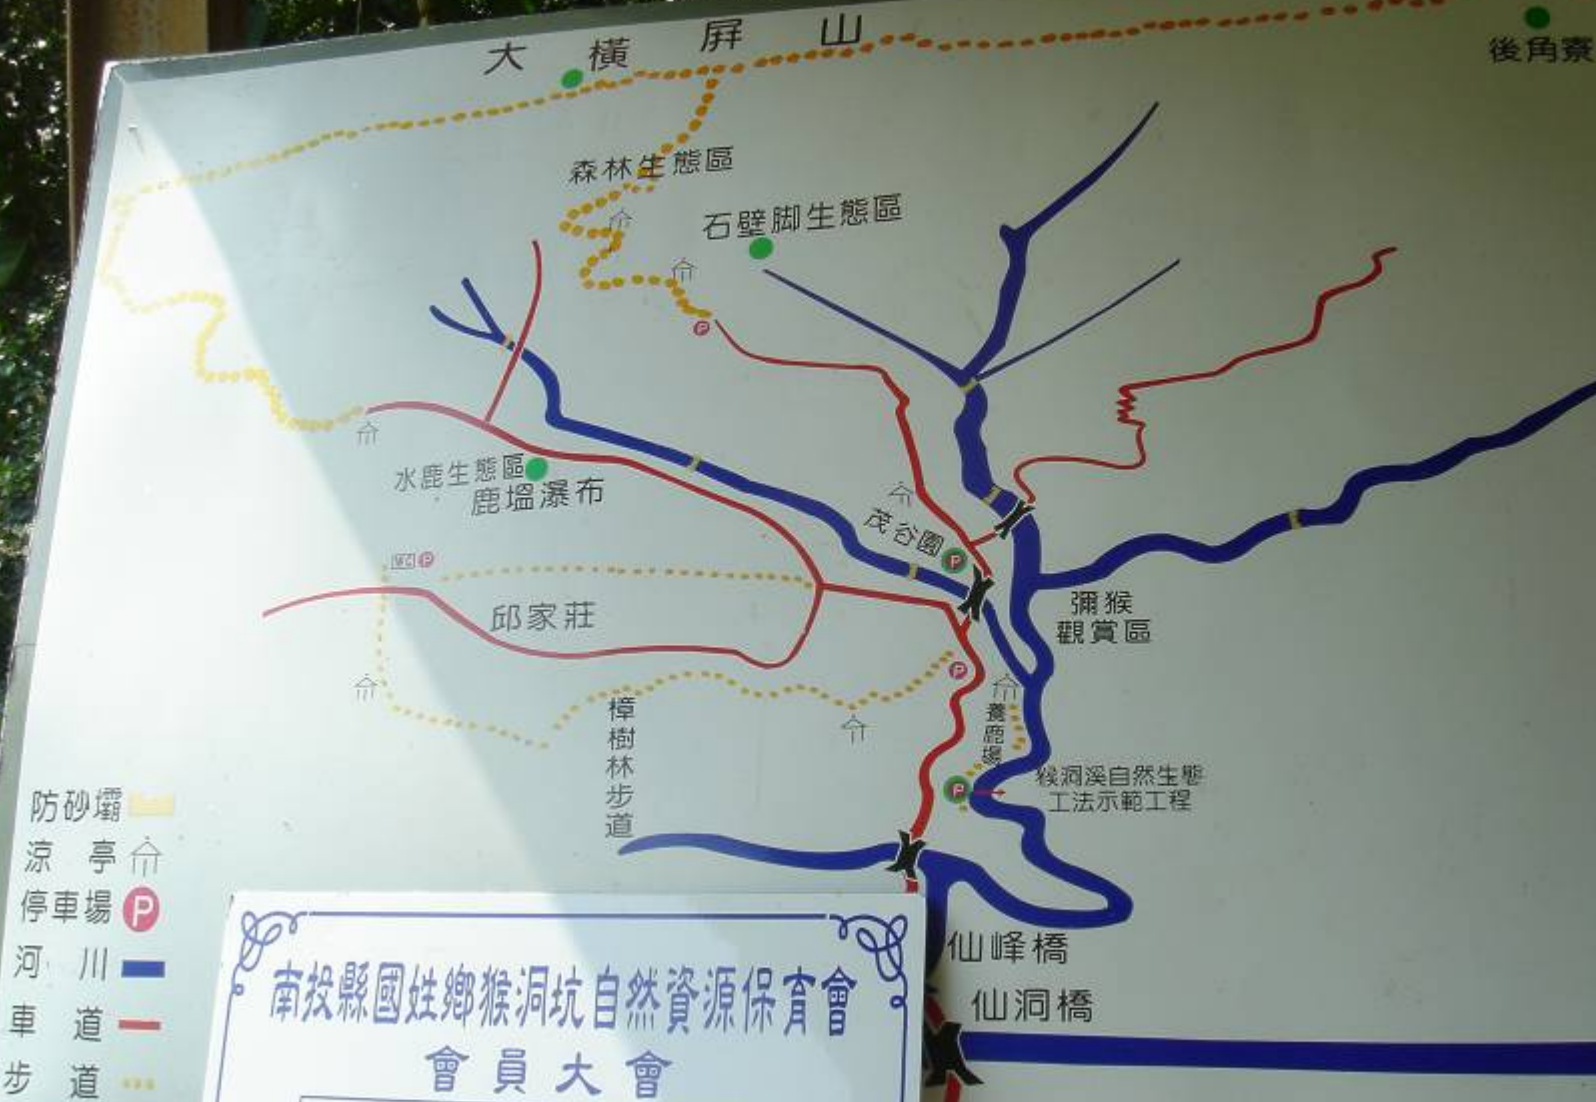 大橫屏山
後角寮
森林生態區
石壁脚生態區
水鹿生態區
鹿塭瀑布
茂谷園
P
P
WC P
邱家莊
彌猴
觀賞區
P
養鹿場
樟樹林步道
P
猴洞溪自然生態
工法示範工程
防砂壩
涼亭
停車場 P
河川
車道
步道
仙峰橋
仙洞橋
南投縣國姓鄉猴洞坑自然資源保育會
會員大會